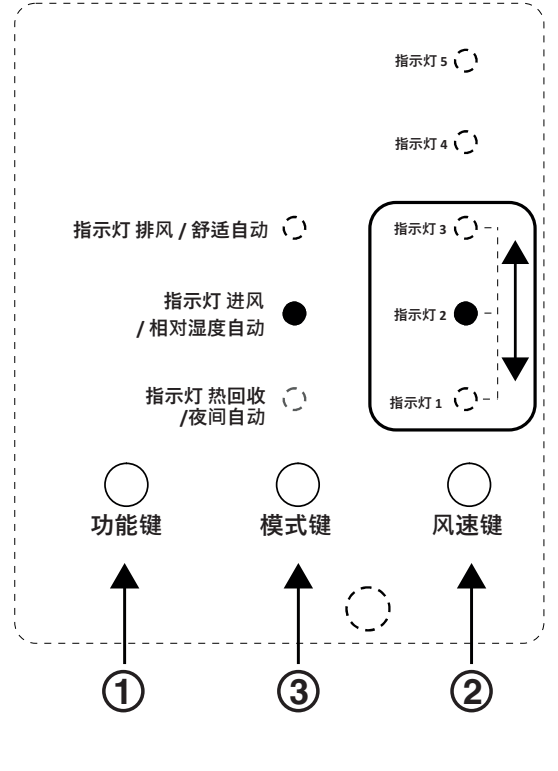 指示灯 5
指示灯 4
指示灯 排风 / 舒适自动
指示灯 3
指示灯 进风
/ 相对湿度自动
指示灯 2
指示灯 热回收
/夜间自动
指示灯 1
功能键
模式键
风速键
①
③
②